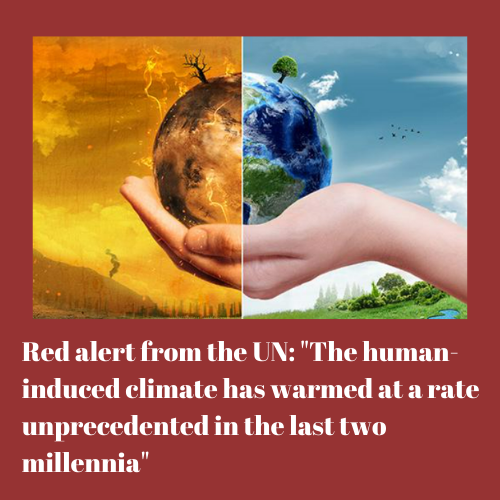 Red alert from the UN: "The human-
induced climate has warmed at a rate
unprecedented in the last two
millennia"